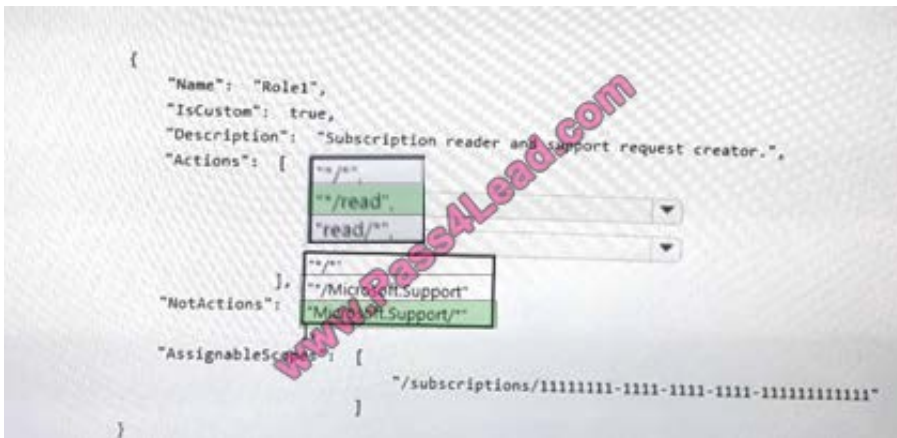 {
"Name": "Role1",
"IsCustom": true,
"Description": "Subscription reader and support request creator.",
"Actions": [
"*/*",
"*/read",
"read/*",
"*/*"
"*/Microsoft.Support"
"Microsoft.Support/*"
],
"NotActions":
],
"AssignableScopes": [
"/subscriptions/11111111-1111-1111-1111-111111111111"
]
}
www.Pass4Lead.com